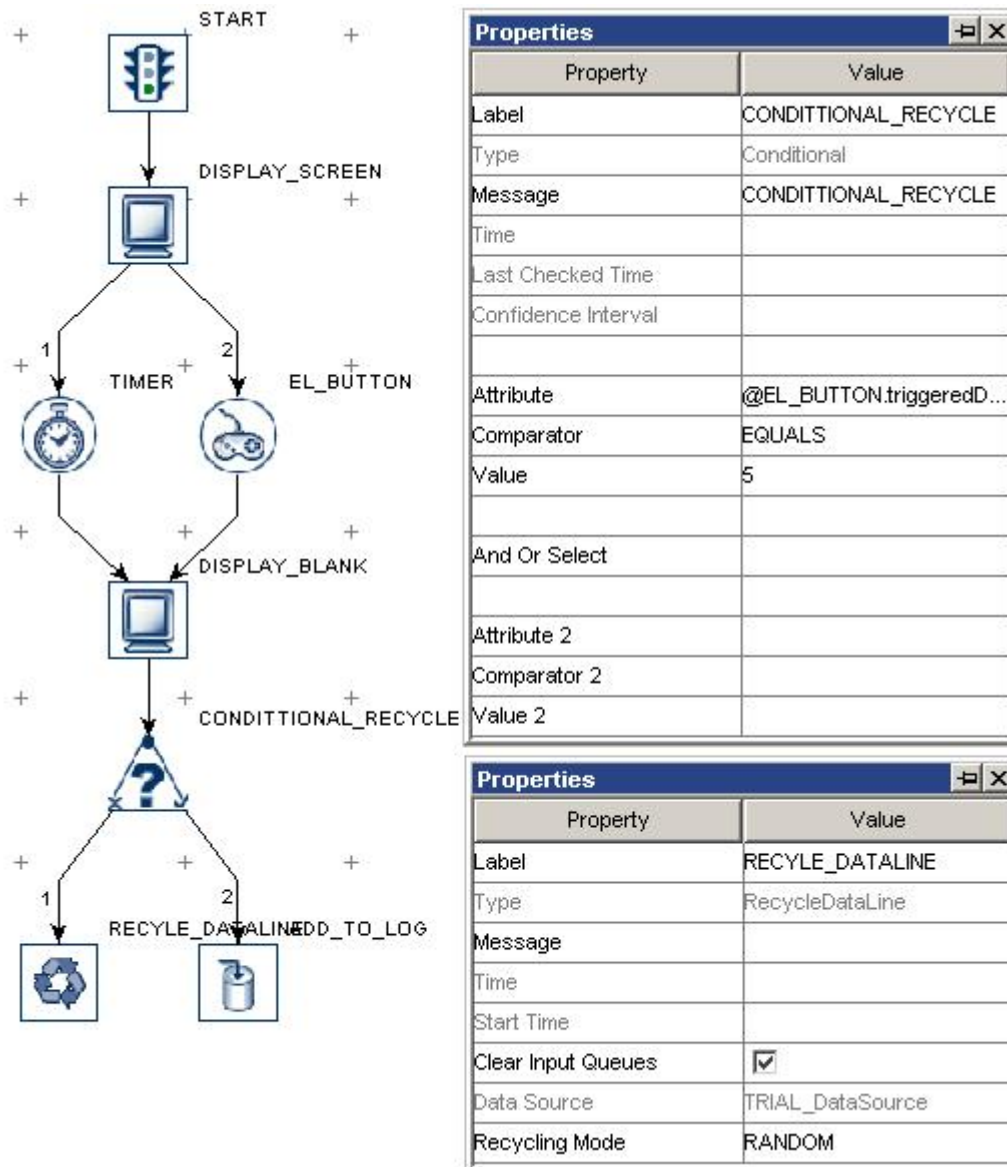 START
DISPLAY_SCREEN
1
2
TIMER
EL_BUTTON
DISPLAY_BLANK
CONDITTIONAL_RECYCLE
1
2
RECYLE_DATALINE
ADD_TO_LOG
Properties
Property Value
Label CONDITTIONAL_RECYCLE
Type Conditional
Message CONDITTIONAL_RECYCLE
Time
Last Checked Time
Confidence Interval
Attribute @EL_BUTTON.triggeredD...
Comparator EQUALS
Value 5
And Or Select
Attribute 2
Comparator 2
Value 2
Properties
Property Value
Label RECYLE_DATALINE
Type RecycleDataLine
Message
Time
Start Time
Clear Input Queues
Data Source TRIAL_DataSource
Recycling Mode RANDOM